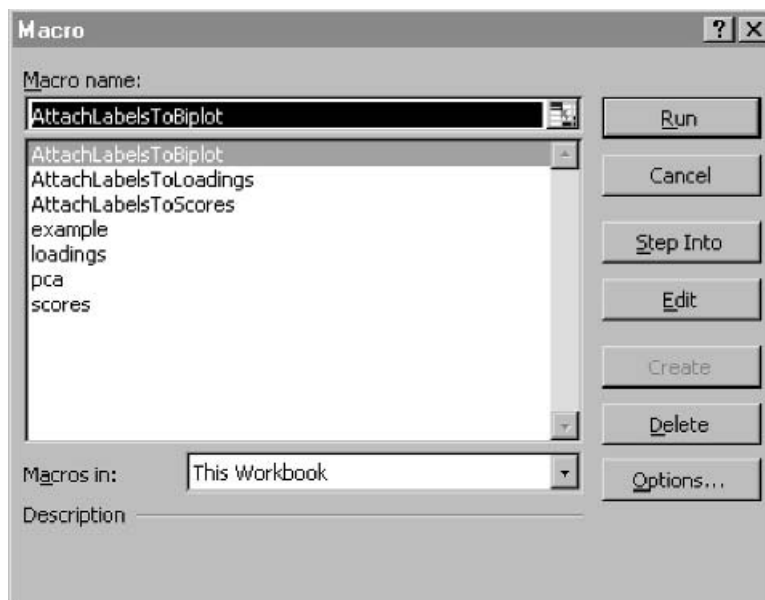 Macro
Macro name:
AttachLabelsToBiplot
Run
AttachLabelsToBiplot
AttachLabelsToLoadings
AttachLabelsToScores
example
loadings
pca
scores
Cancel
Step Into
Edit
Create
Delete
Macros in:
This Workbook
Options...
Description